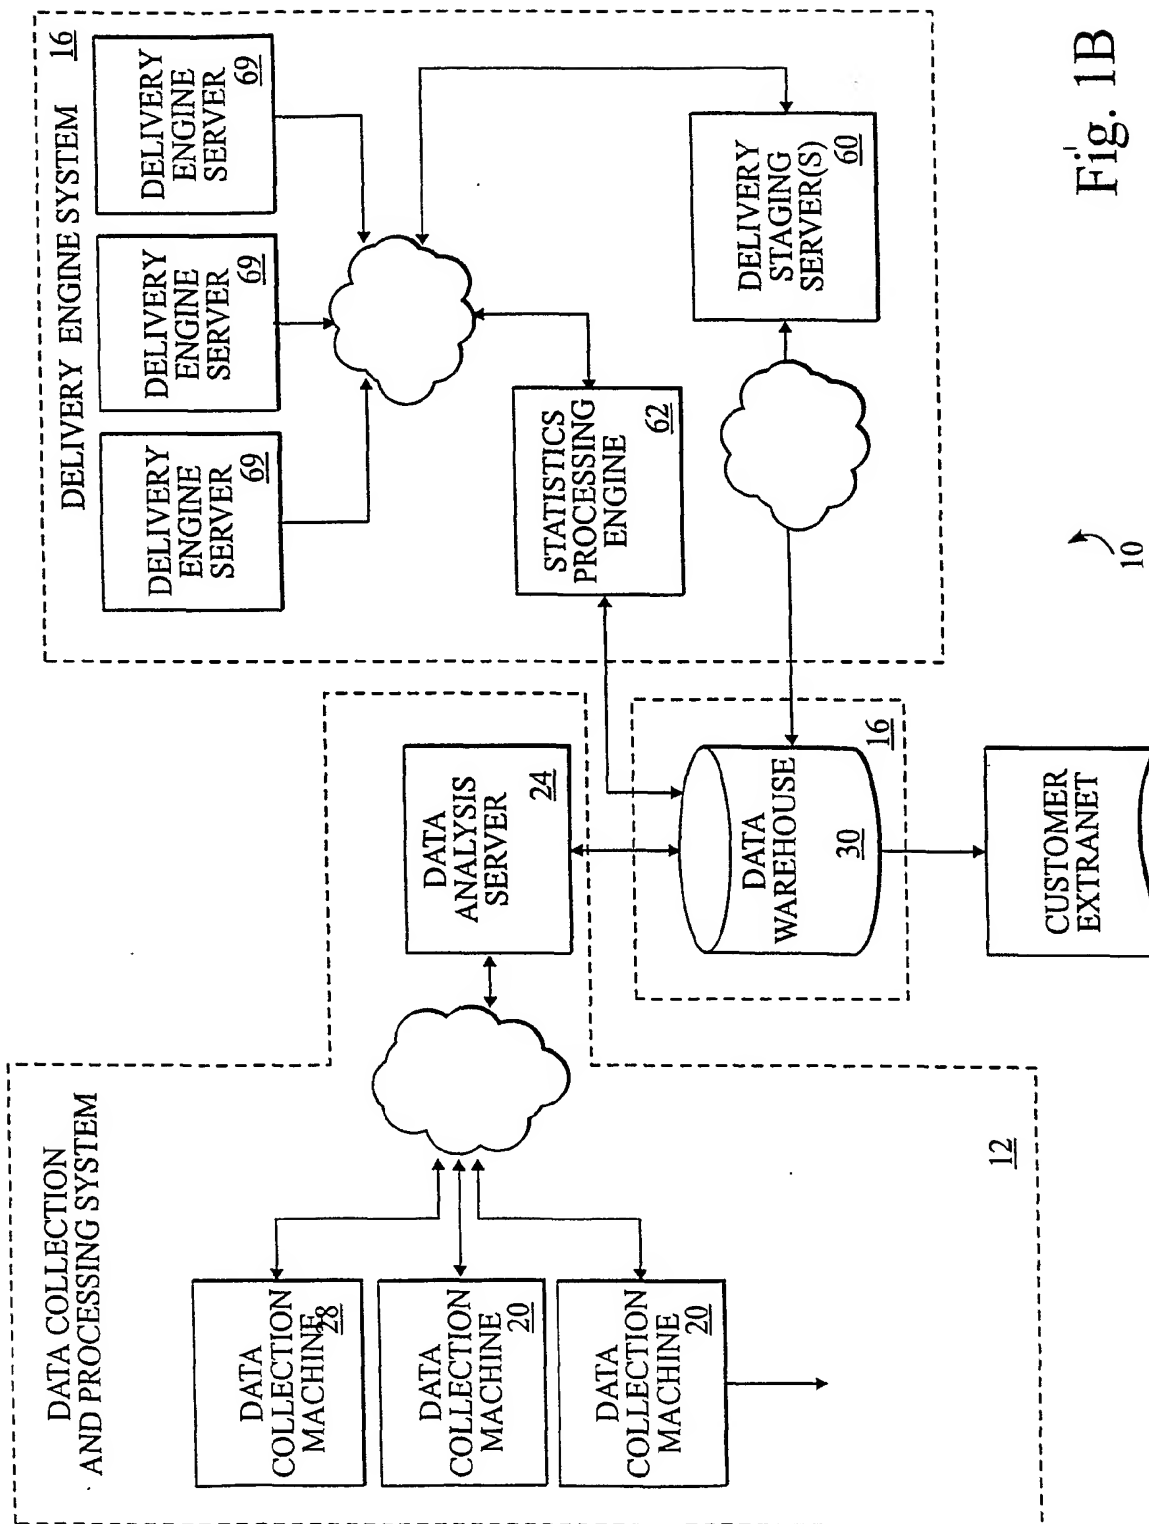 DATA COLLECTION
AND PROCESSING SYSTEM
DATA
COLLECTION
MACHINE
28
DATA
COLLECTION
MACHINE
20
DATA
COLLECTION
MACHINE
20
12
DATA
ANALYSIS
SERVER
24
DATA
WAREHOUSE
30
16
CUSTOMER
EXTRANET
DELIVERY ENGINE SYSTEM
16
DELIVERY
ENGINE
SERVER
69
DELIVERY
ENGINE
SERVER
69
DELIVERY
ENGINE
SERVER
69
STATISTICS
PROCESSING
ENGINE
62
DELIVERY
STAGING
SERVER(S)
60
10
Fig. 1B